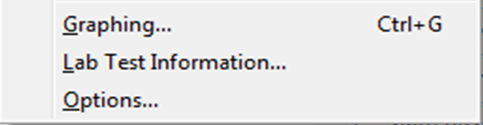 Graphing... Ctrl+G
Lab Test Information...
Options...